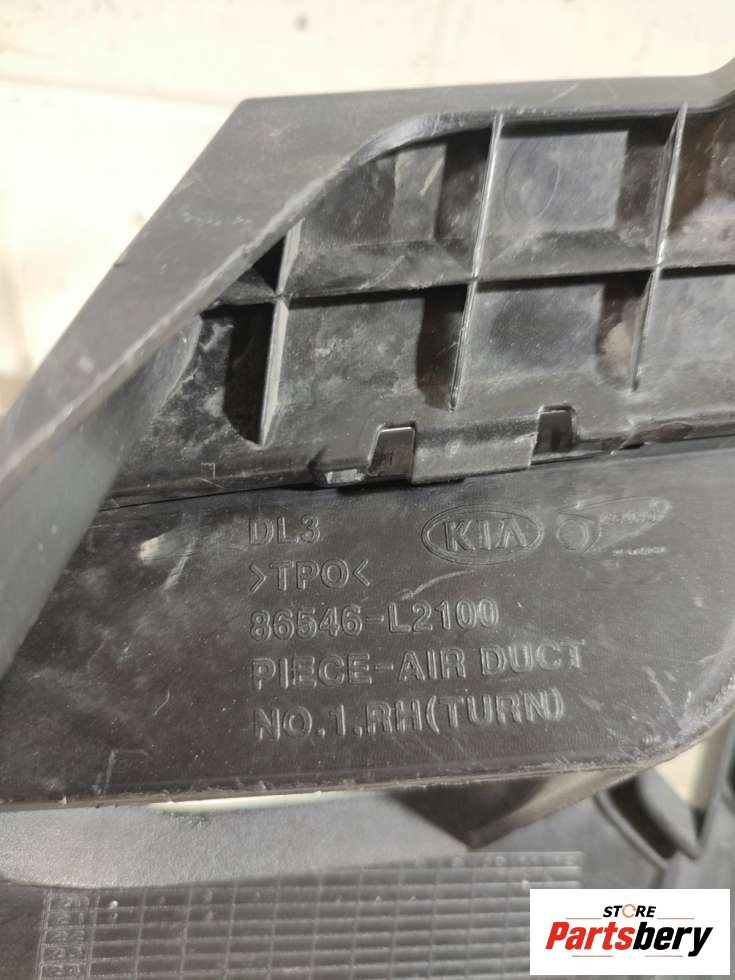 DL3 KIA
>TPO<
86546-L2100
PIECE-AIR DUCT
NO.1.RH(TURN)
STORE
Partsbery